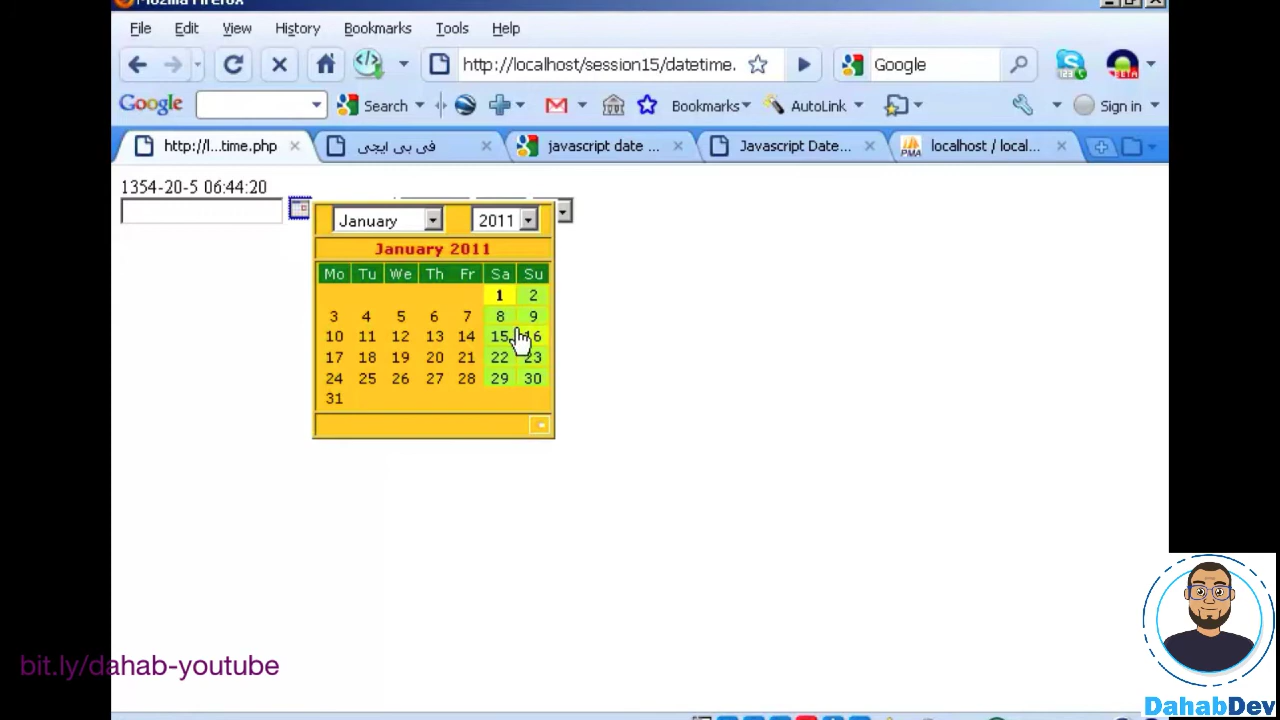 Mozilla Firefox
File Edit View History Bookmarks Tools Help
http://localhost/session15/datetime. Google
Google Search Bookmarks AutoLink Sign in
http://l...time.php فى بى ايجى javascript date ... Javascript Date... localhost / local...
1354-20-5 06:44:20
January 2011
January 2011
Mo Tu We Th Fr Sa Su
1 2
3 4 5 6 7 8 9
10 11 12 13 14 15 16
17 18 19 20 21 22 23
24 25 26 27 28 29 30
31
bit.ly/dahab-youtube
DahabDev